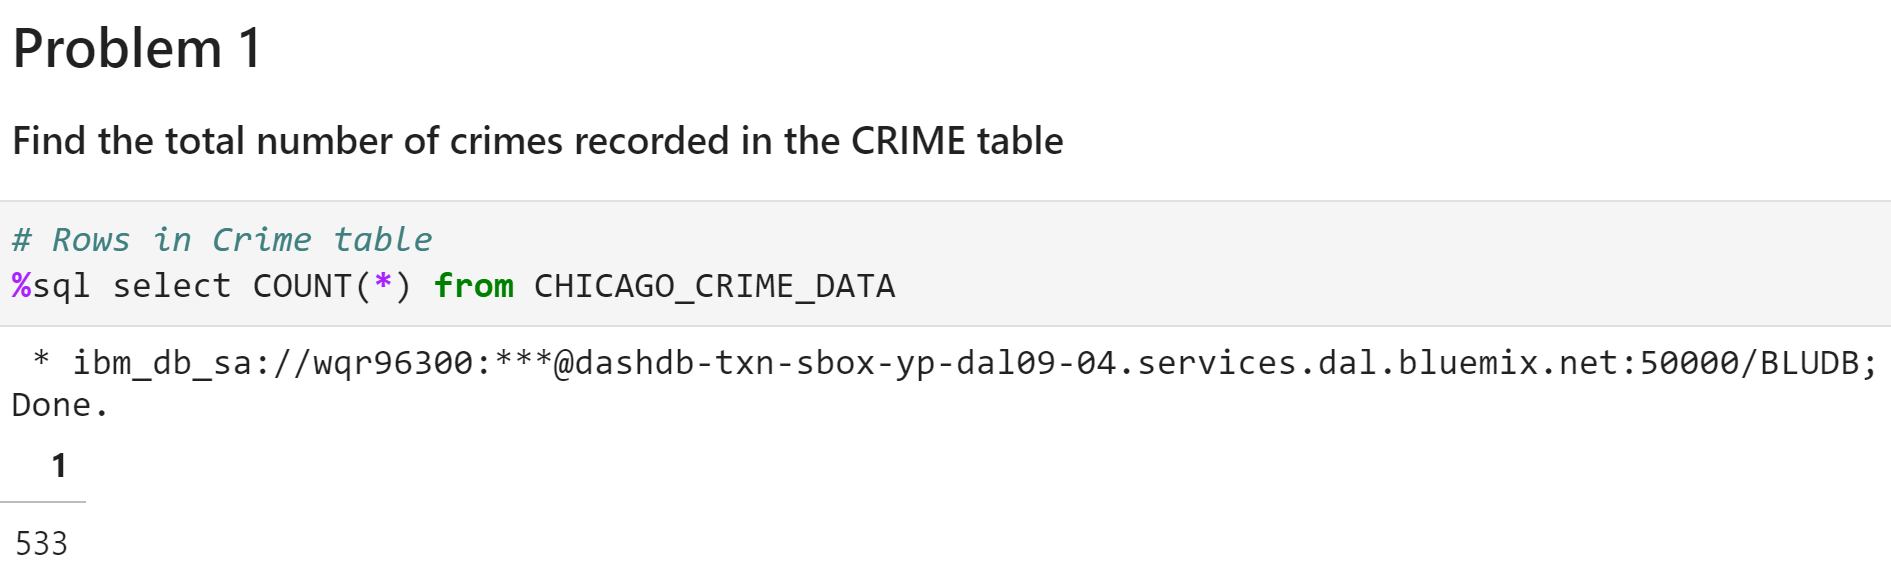 Problem 1
Find the total number of crimes recorded in the CRIME table
# Rows in Crime table
%sql select COUNT(*) from CHICAGO_CRIME_DATA
* ibm_db_sa://wqr96300:***@dashdb-txn-sbox-yp-dal09-04.services.dal.bluemix.net:50000/BLUDB;
Done.
1
533